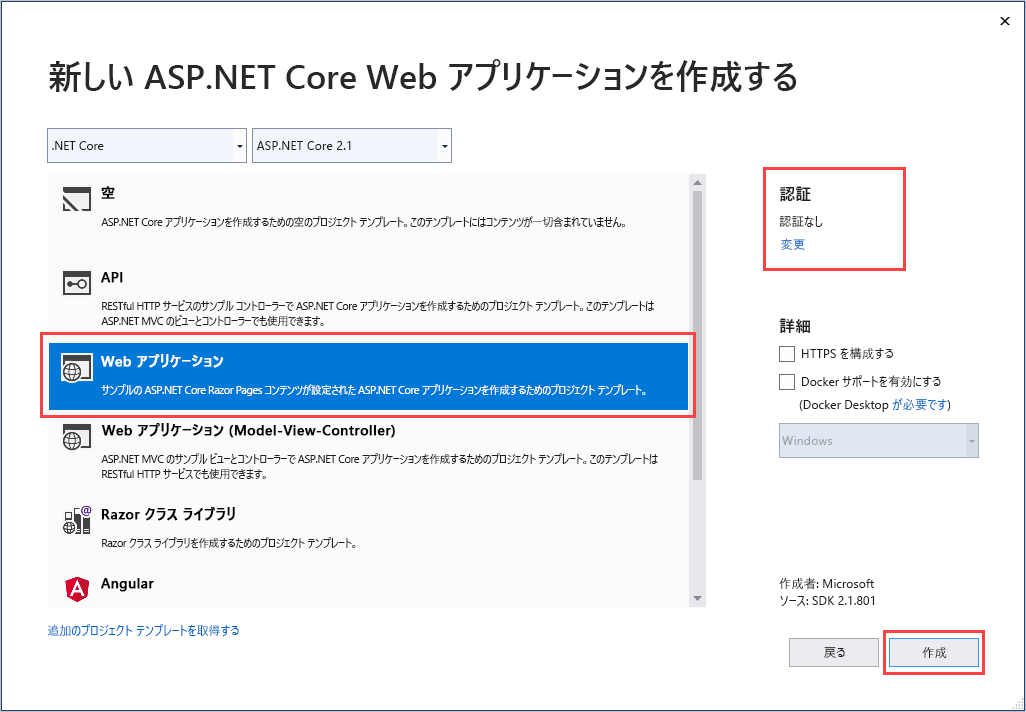 新しい ASP.NET Core Web アプリケーションを作成する
.NET Core
ASP.NET Core 2.1
空
ASP.NET Core アプリケーションを作成するための空のプロジェクト テンプレート。このテンプレートにはコンテンツが一切含まれていません。
API
RESTful HTTP サービスのサンプル コントローラーで ASP.NET Core アプリケーションを作成するためのプロジェクト テンプレート。このテンプレートは
ASP.NET MVC のビューとコントローラーでも使用できます。
Web アプリケーション
サンプルの ASP.NET Core Razor Pages コンテンツが設定された ASP.NET Core アプリケーションを作成するためのプロジェクト テンプレート。
Web アプリケーション (Model-View-Controller)
ASP.NET MVC のサンプル ビューとコントローラーで ASP.NET Core アプリケーションを作成するためのプロジェクト テンプレート。このテンプレートは
RESTful HTTP サービスでも使用できます。
Razor クラス ライブラリ
Razor クラス ライブラリを作成するためのプロジェクト テンプレート。
Angular
追加のプロジェクト テンプレートを取得する
認証
認証なし
変更
詳細
HTTPS を構成する
Docker サポートを有効にする
(Docker Desktop が必要です)
Windows
作成者: Microsoft
ソース: SDK 2.1.801
戻る
作成